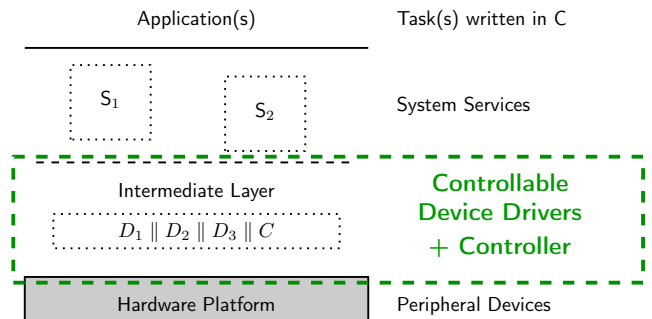 Application(s) Task(s) written in C
S₁ S₂ System Services
Intermediate Layer
Controllable
Device Drivers
+ Controller
D₁ ∥ D₂ ∥ D₃ ∥ C
Hardware Platform Peripheral Devices